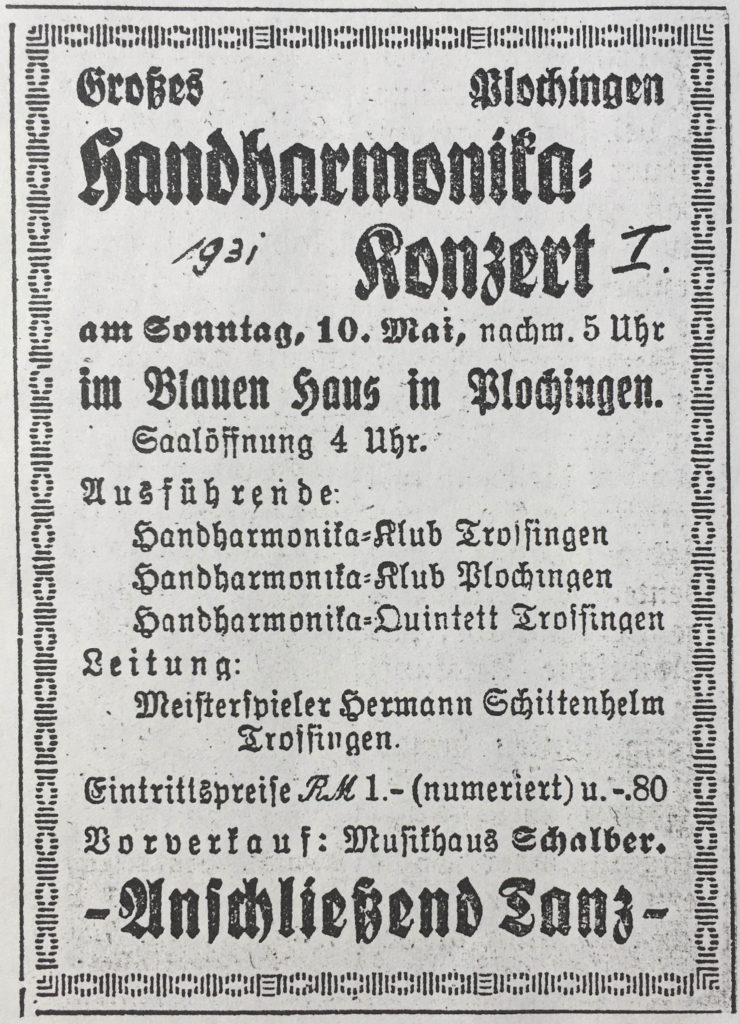 Großes Plochingen
Handharmonika-
1931 Konzert I.
am Sonntag, 10. Mai, nachm. 5 Uhr
im Blauen Haus in Plochingen.
Saalöffnung 4 Uhr.
Ausführende:
Handharmonika-Klub Trossingen
Handharmonika-Klub Plochingen
Handharmonika-Quintett Trossingen
Leitung:
Meisterspieler Hermann Schittenhelm
Trossingen.
Eintrittspreise RM 1.- (numeriert) u. -.80
Vorverkauf: Musikhaus Schalber.
- Anschließend Tanz -